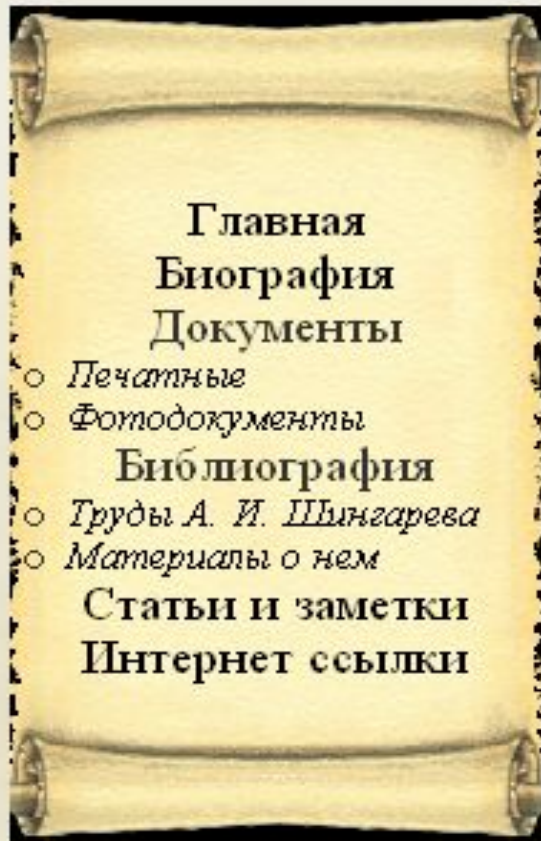 Главная
Биография
Документы
Печатные
Фотодокументы
Библиография
Труды А. И. Шингарева
Материалы о нем
Статьи и заметки
Интернет ссылки